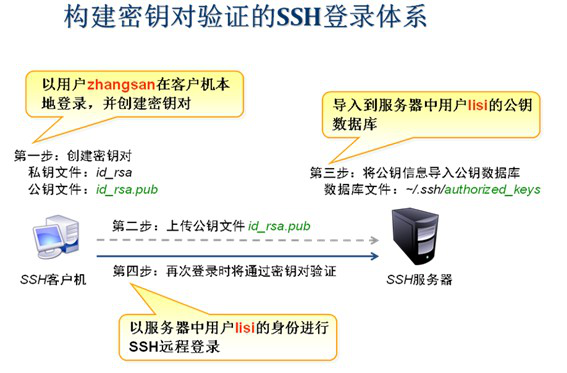 构建密钥对验证的SSH登录体系
以用户zhangsan在客户机本
地登录，并创建密钥对
导入到服务器中用户lisi的公钥
数据库
第一步：创建密钥对
私钥文件：id_rsa
公钥文件：id_rsa.pub
第三步：将公钥信息导入公钥数据库
数据库文件：~/.ssh/authorized_keys
第二步：上传公钥文件 id_rsa.pub
SSH客户机
SSH服务器
第四步：再次登录时将通过密钥对验证
以服务器中用户lisi的身份进行
SSH远程登录